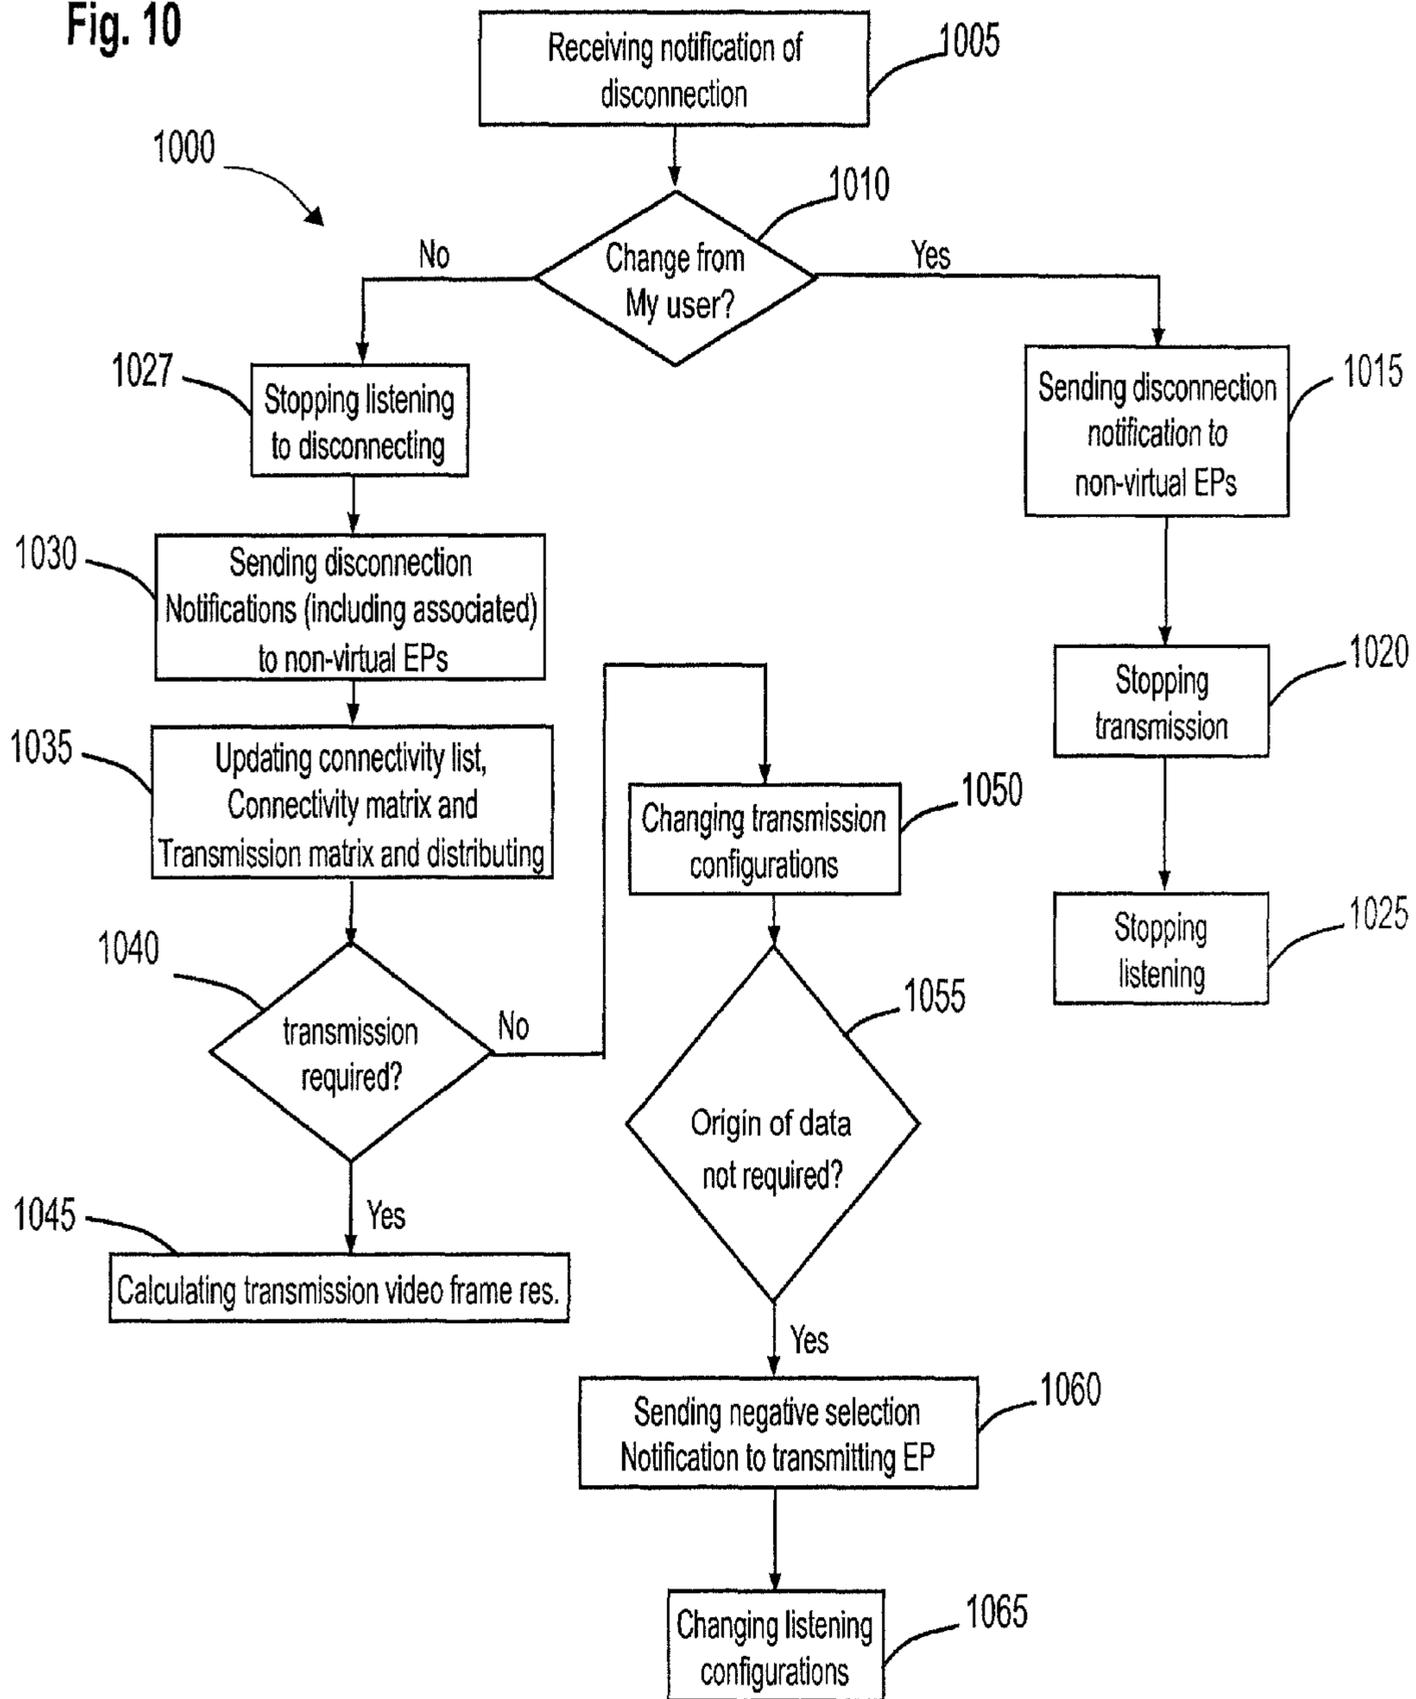 Fig. 10
Receiving notification of
disconnection
1005
1000
1010
Change from
My user?
No
Yes
1027
Stopping listening
to disconnecting
Sending disconnection
notification to
non-virtual EPs
1015
1030
Sending disconnection
Notifications (including associated)
to non-virtual EPs
Stopping
transmission
1020
1035
Updating connectivity list,
Connectivity matrix and
Transmission matrix and distributing
Changing transmission
configurations
1050
Stopping
listening
1025
1040
transmission
required?
No
1055
Origin of data
not required?
Yes
1045
Calculating transmission video frame res.
Yes
Sending negative selection
Notification to transmitting EP
1060
Changing listening
configurations
1065